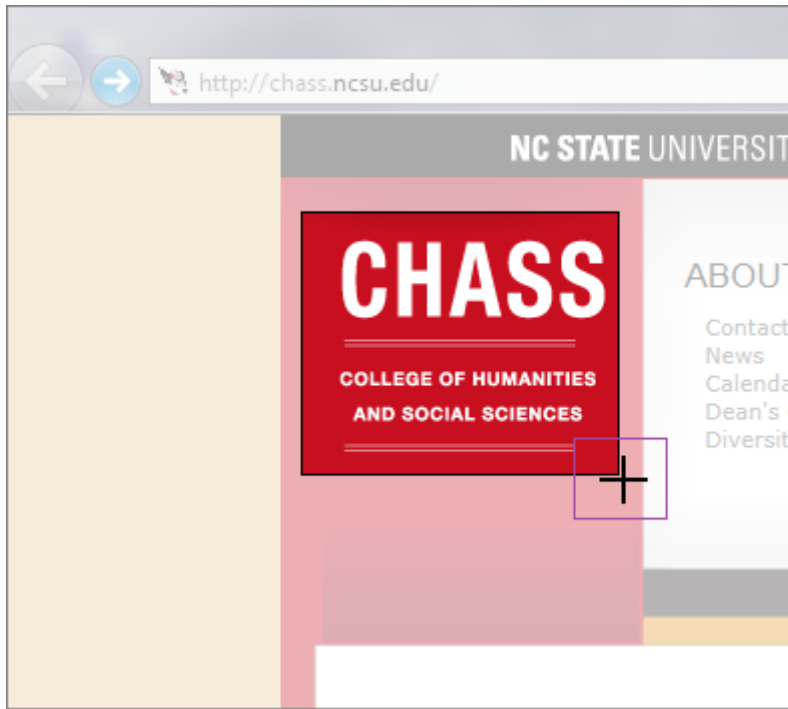 http://chass.ncsu.edu/
NC STATE UNIVERSIT
CHASS
COLLEGE OF HUMANITIES
AND SOCIAL SCIENCES
ABOUT
Contact
News
Calenda
Dean's
Diversit